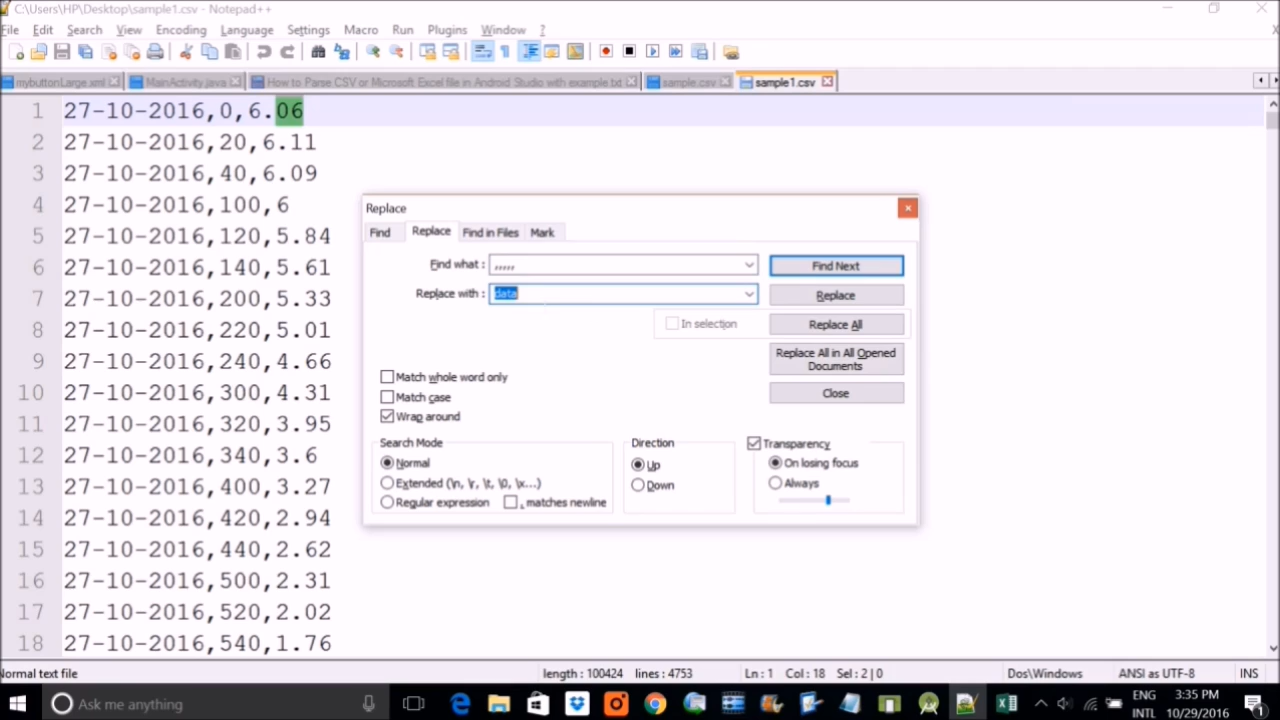 C:\Users\HP\Desktop\sample1.csv - Notepad++
File Edit Search View Encoding Language Settings Macro Run Plugins Window ?
mybuttonLarge.xml MainActivity.java How to Parse CSV or Microsoft Excel file in Android Studio with example.txt sample.csv sample1.csv
1 27-10-2016,0,6.06
2 27-10-2016,20,6.11
3 27-10-2016,40,6.09
4 27-10-2016,100,6
5 27-10-2016,120,5.84
6 27-10-2016,140,5.61
7 27-10-2016,200,5.33
8 27-10-2016,220,5.01
9 27-10-2016,240,4.66
10 27-10-2016,300,4.31
11 27-10-2016,320,3.95
12 27-10-2016,340,3.6
13 27-10-2016,400,3.27
14 27-10-2016,420,2.94
15 27-10-2016,440,2.62
16 27-10-2016,500,2.31
17 27-10-2016,520,2.02
18 27-10-2016,540,1.76
Replace
Find Replace Find in Files Mark
Find what : ,,,,, Find Next
Replace with : data Replace
In selection Replace All
Replace All in All Opened
Documents
Close
Match whole word only
Match case
Wrap around
Search Mode
Normal
Extended (\n, \r, \t, \0, \x...)
Regular expression . matches newline
Direction
Up
Down
Transparency
On losing focus
Always
Normal text file length : 100424 lines : 4753 Ln : 1 Col : 18 Sel : 2 | 0 Dos\Windows ANSI as UTF-8 INS
Ask me anything
ENG
INTL
3:35 PM
10/29/2016
1